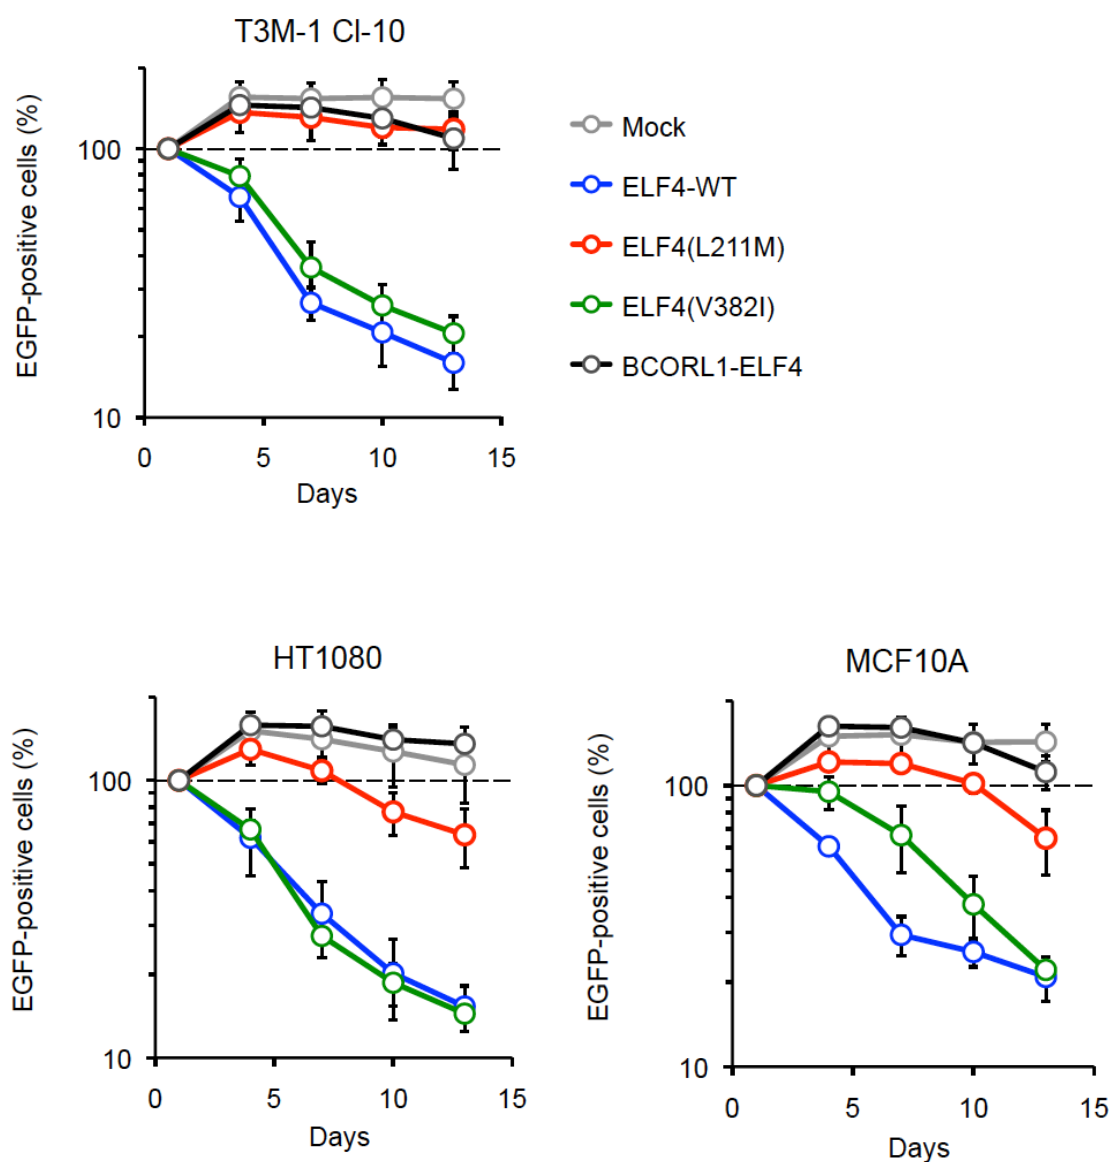 T3M-1 Cl-10
EGFP-positive cells (%)
100
10
0 5 10 15
Days
Mock
ELF4-WT
ELF4(L211M)
ELF4(V382I)
BCORL1-ELF4
HT1080
EGFP-positive cells (%)
100
10
0 5 10 15
Days
MCF10A
EGFP-positive cells (%)
100
10
0 5 10 15
Days